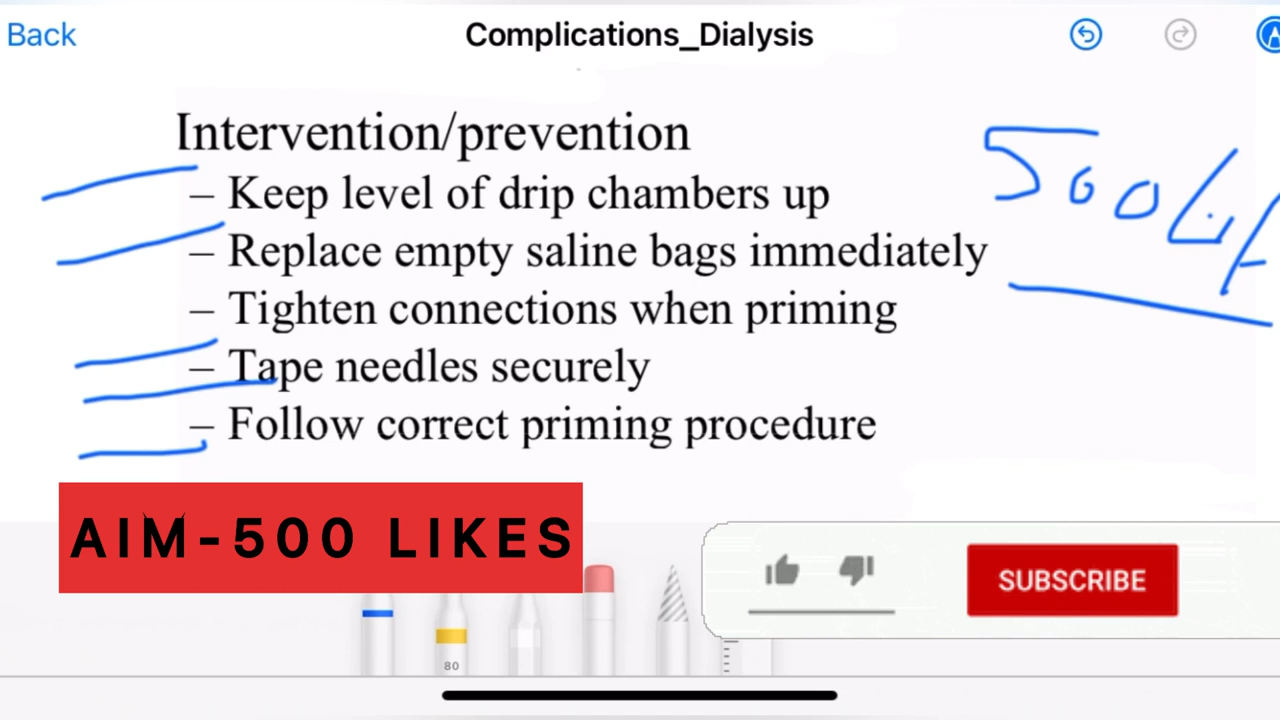 Back
Complications_Dialysis
Intervention/prevention
– Keep level of drip chambers up
– Replace empty saline bags immediately
– Tighten connections when priming
– Tape needles securely
– Follow correct priming procedure
500
AIM-500 LIKES
SUBSCRIBE
80